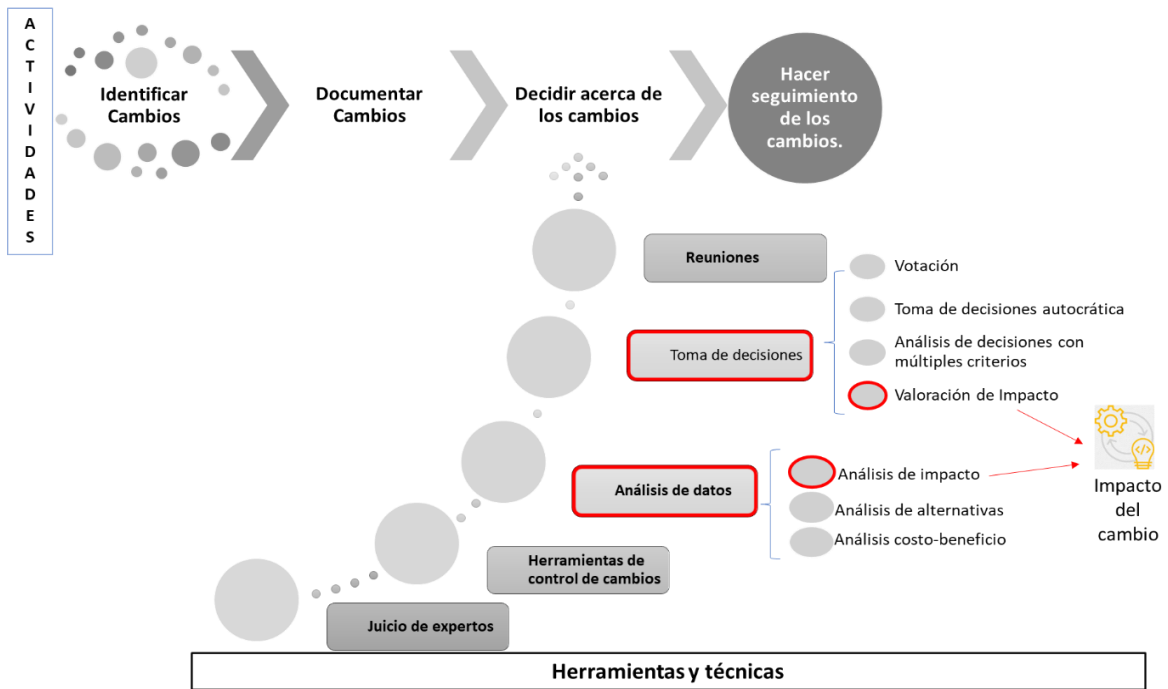 ACTIVIDADES
Identificar
Cambios
Documentar
Cambios
Decidir acerca de
los cambios
Hacer
seguimiento
de los
cambios.
Reuniones
Votación
Toma de decisiones autocrática
Toma de decisiones
Análisis de decisiones con
múltiples criterios
Valoración de Impacto
Análisis de datos
Análisis de impacto
Análisis de alternativas
Análisis costo-beneficio
Impacto
del
cambio
Herramientas de
control de cambios
Juicio de expertos
Herramientas y técnicas